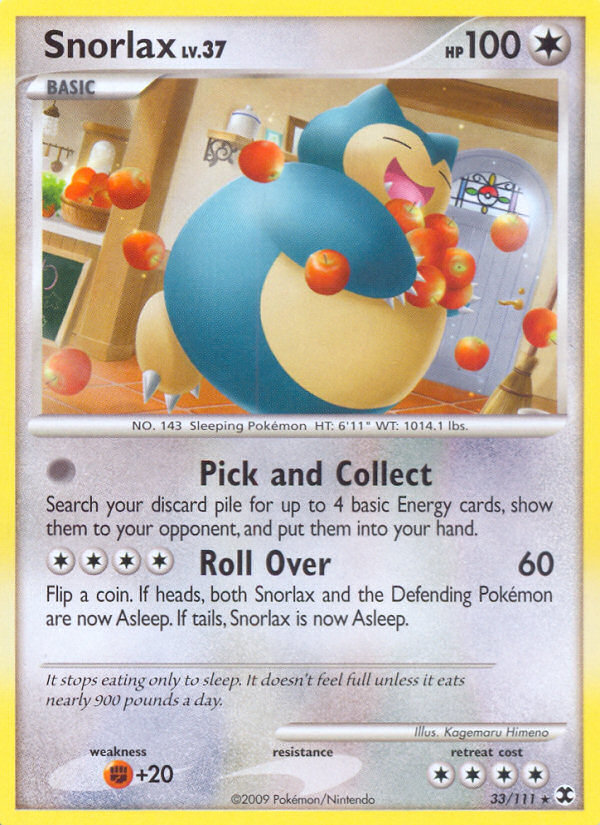 Snorlax LV.37
HP 100
BASIC
NO. 143 Sleeping Pokémon HT: 6'11" WT: 1014.1 lbs.
Pick and Collect
Search your discard pile for up to 4 basic Energy cards, show
them to your opponent, and put them into your hand.
Roll Over 60
Flip a coin. If heads, both Snorlax and the Defending Pokémon
are now Asleep. If tails, Snorlax is now Asleep.
It stops eating only to sleep. It doesn't feel full unless it eats
nearly 900 pounds a day.
Illus. Kagemaru Himeno
weakness resistance retreat cost
+20
©2009 Pokémon/Nintendo 33/111 ★